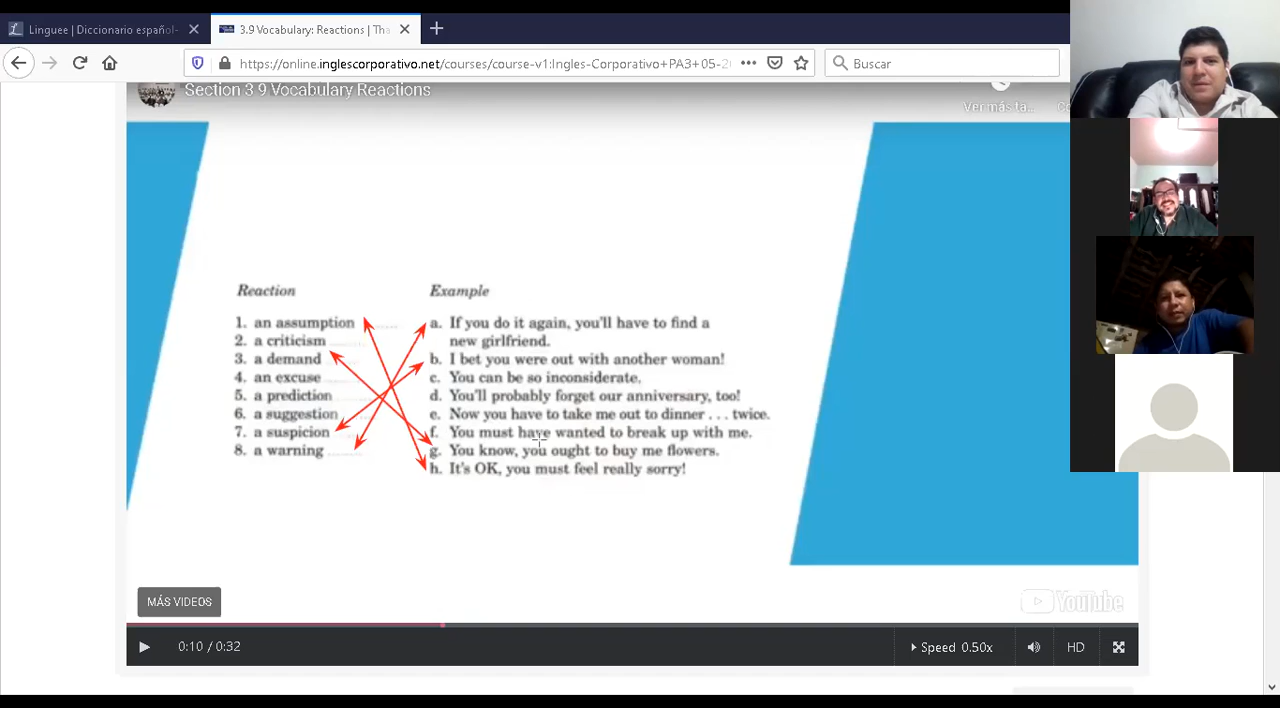 Linguee | Diccionario español-
3.9 Vocabulary: Reactions | Tha
https://online.inglescorporativo.net/courses/course-v1:Ingles-Corporativo+PA3+05-2
Buscar
Section 3 9 Vocabulary Reactions
Ver más ta...
Reaction
1. an assumption
2. a criticism
3. a demand
4. an excuse
5. a prediction
6. a suggestion
7. a suspicion
8. a warning
Example
a. If you do it again, you'll have to find a
new girlfriend.
b. I bet you were out with another woman!
c. You can be so inconsiderate.
d. You'll probably forget our anniversary, too!
e. Now you have to take me out to dinner . . . twice.
f. You must have wanted to break up with me.
g. You know, you ought to buy me flowers.
h. It's OK, you must feel really sorry!
MÁS VIDEOS
YouTube
0:10 / 0:32
Speed 0.50x
HD